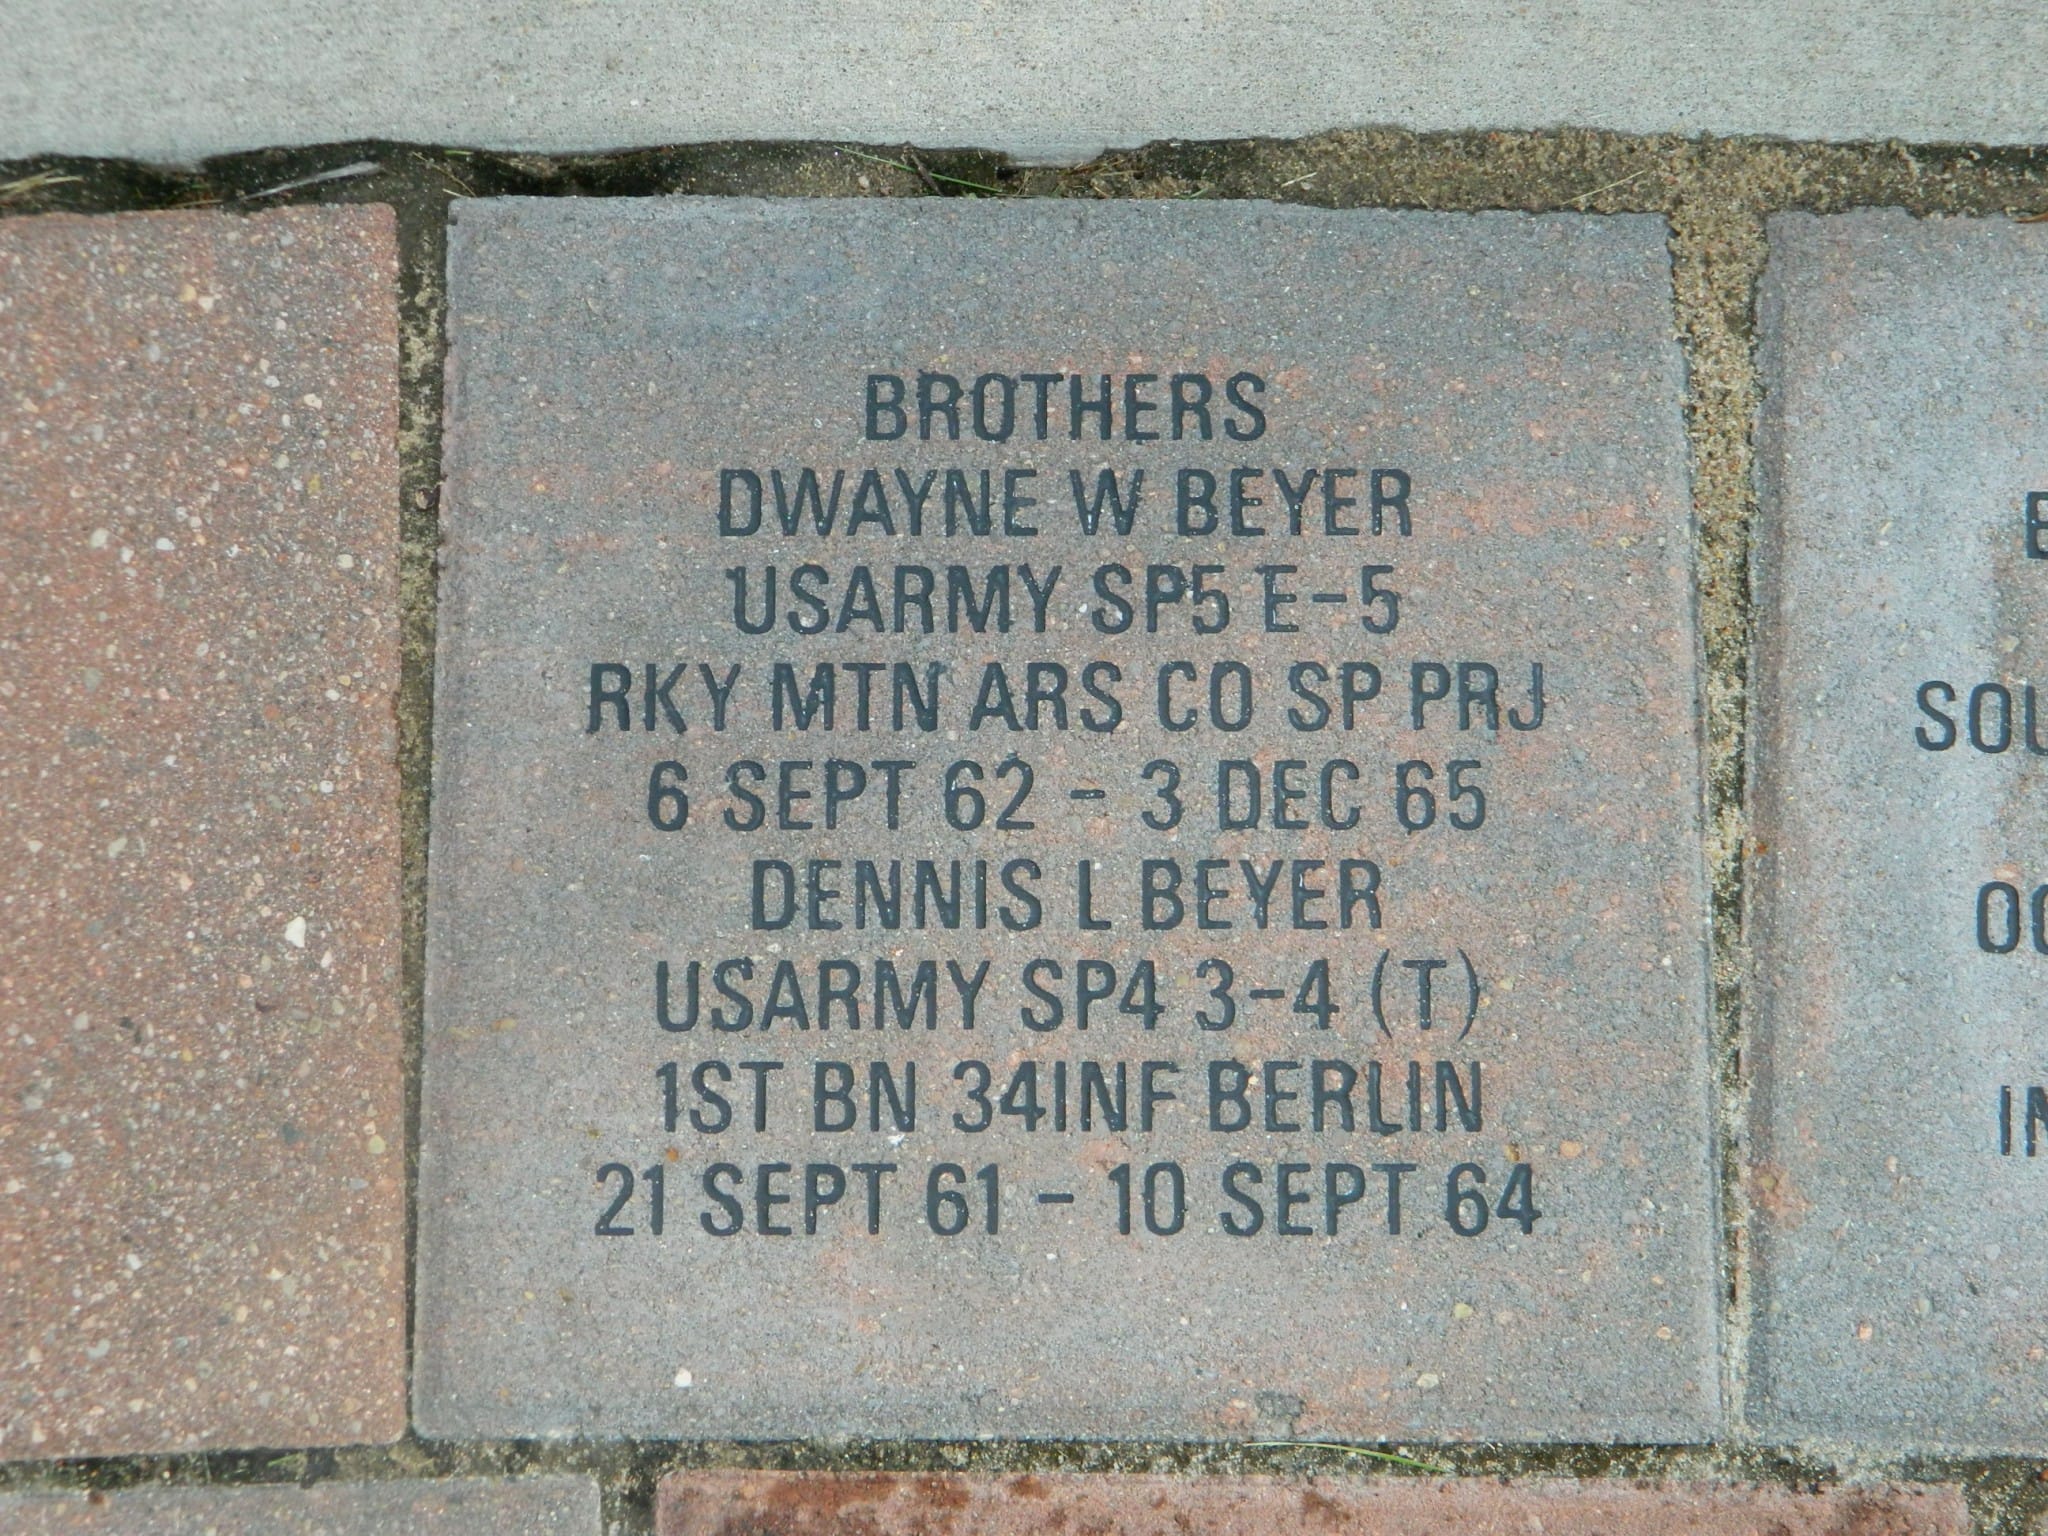 BROTHERS
DWAYNE W BEYER
USARMY SP5 E-5
RKY MTN ARS CO SP PRJ
6 SEPT 62 - 3 DEC 65
DENNIS L BEYER
USARMY SP4 3-4 (T)
1ST BN 34INF BERLIN
21 SEPT 61 - 10 SEPT 64